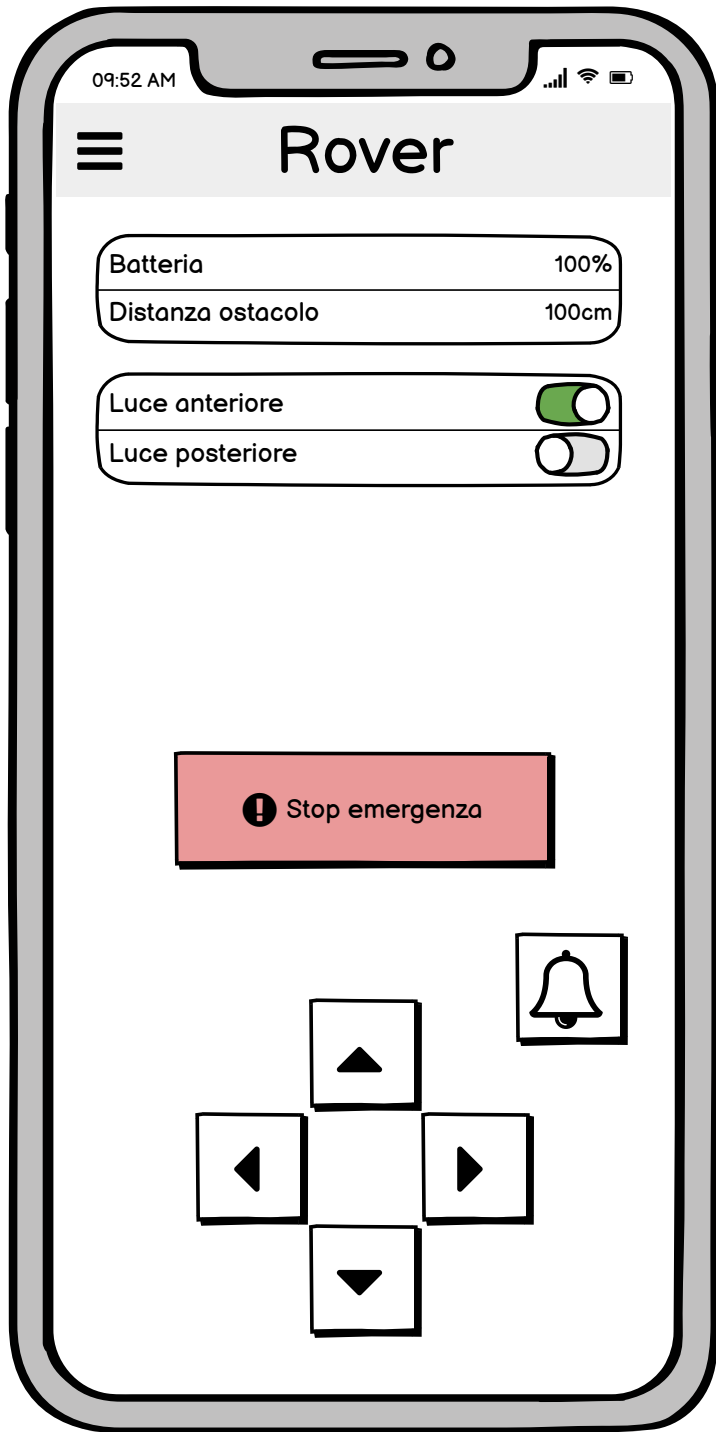 09:52 AM
Rover
Batteria 100%
Distanza ostacolo 100cm
Luce anteriore
Luce posteriore
Stop emergenza